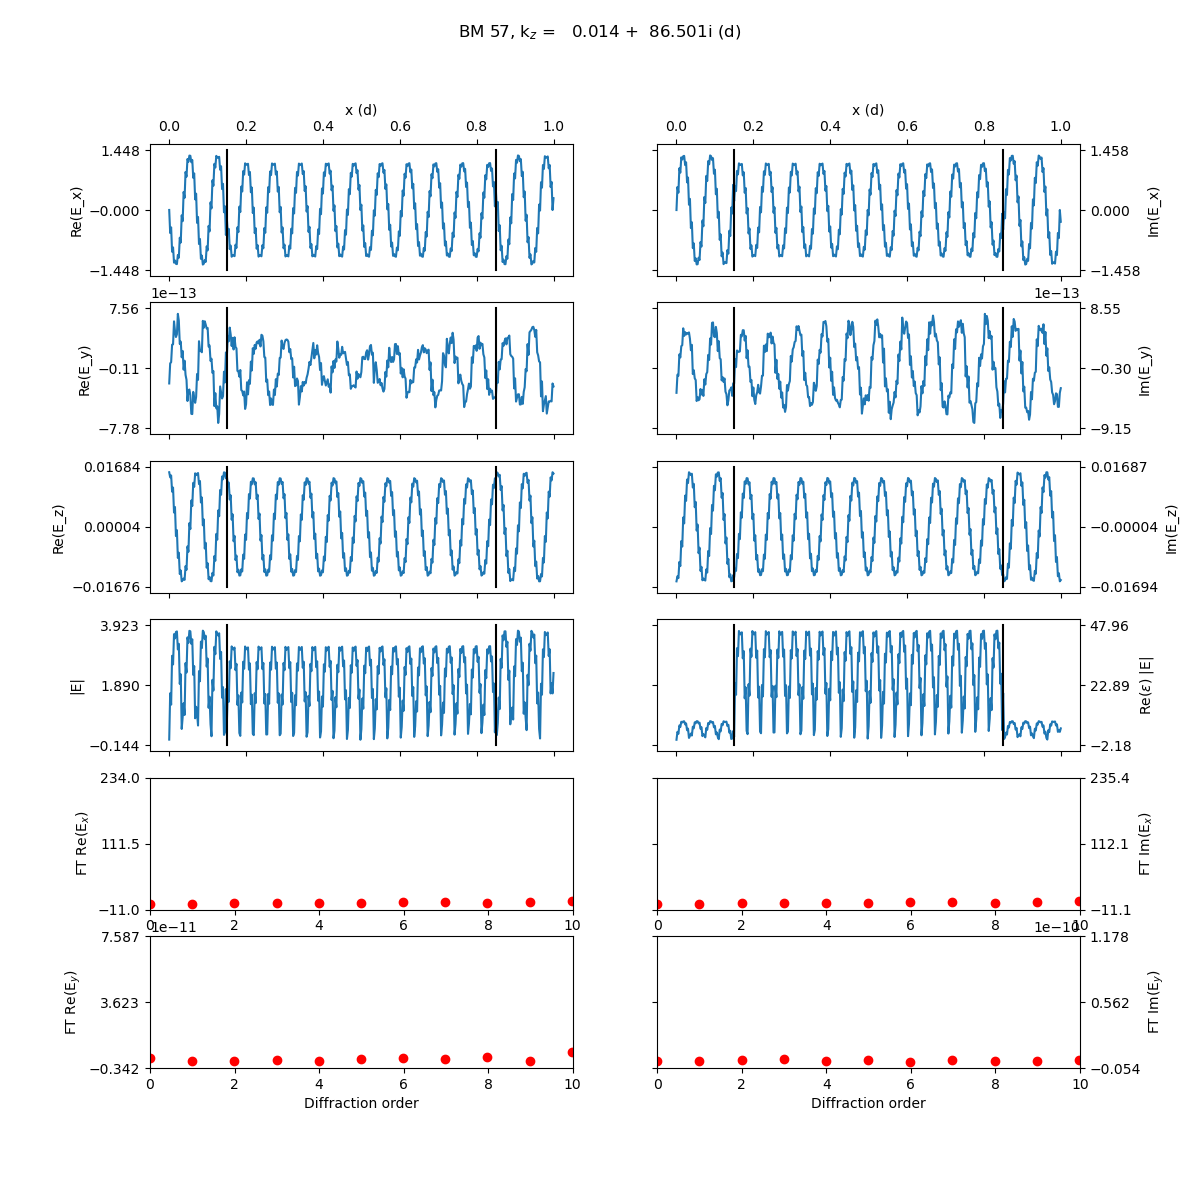 BM 57, k_z =   0.014 +  86.501i (d)
x (d) x (d)
0.0 0.2 0.4 0.6 0.8 1.0 0.0 0.2 0.4 0.6 0.8 1.0
Re(E_x) 1.448 −0.000 −1.448 1.458 0.000 −1.458 Im(E_x)
1e−13 1e−13
Re(E_y) 7.56 −0.11 −7.78 8.55 −0.30 −9.15 Im(E_y)
Re(E_z) 0.01684 0.00004 −0.01676 0.01687 −0.00004 −0.01694 Im(E_z)
|E| 3.923 1.890 −0.144 47.96 22.89 −2.18 Re(ε) |E|
FT Re(E_x) 234.0 111.5 −11.0 235.4 112.1 −11.1 FT Im(E_x)
0 2 4 6 8 10 0 2 4 6 8 10
1e−11 1e−10
FT Re(E_y) 7.587 3.623 −0.342 1.178 0.562 −0.054 FT Im(E_y)
0 2 4 6 8 10 0 2 4 6 8 10
Diffraction order Diffraction order